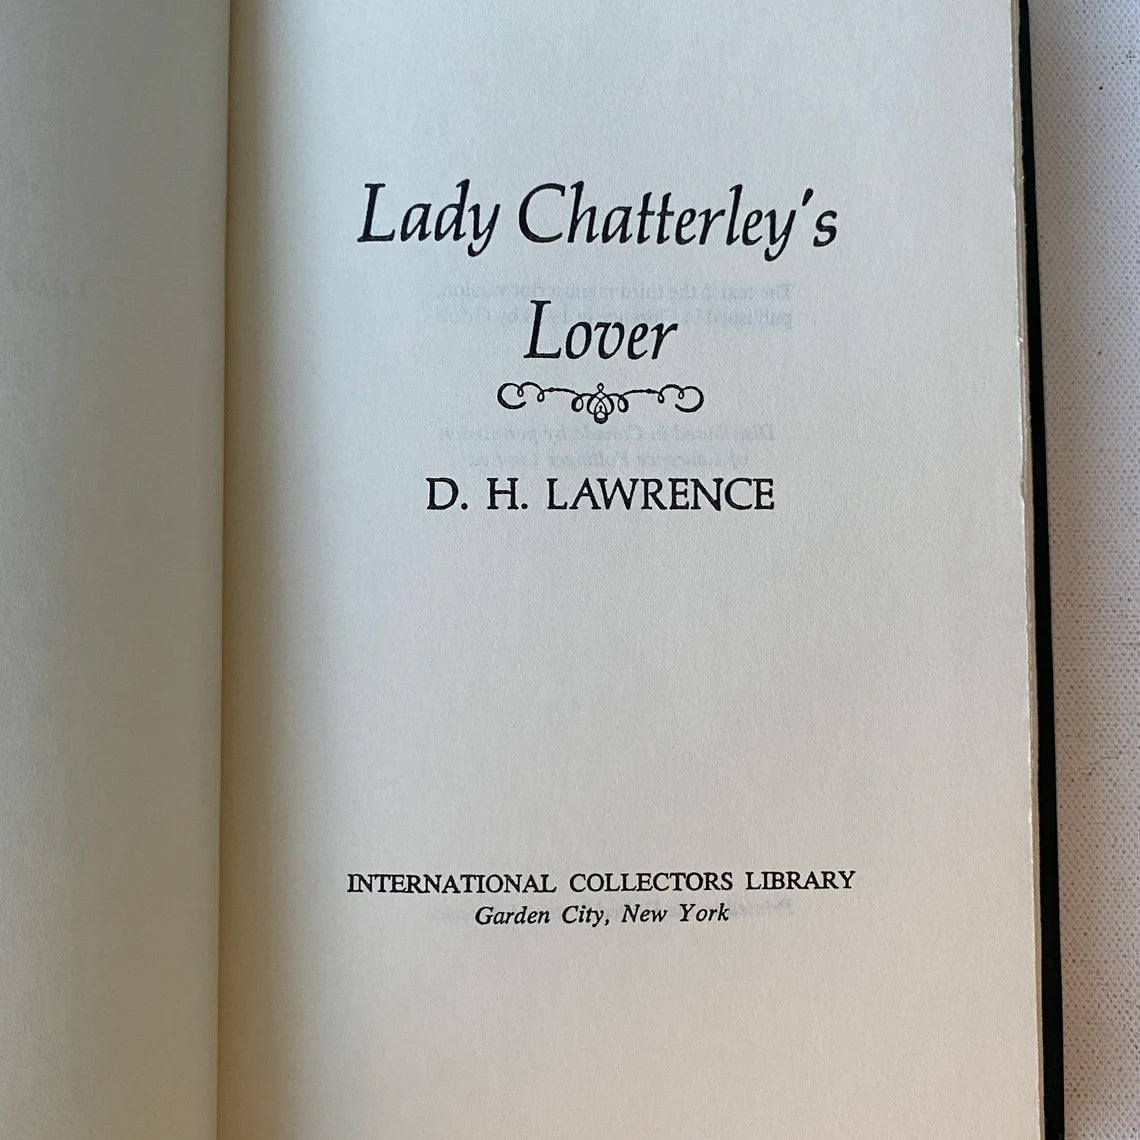 Lady Chatterley's
Lover
D. H. LAWRENCE
INTERNATIONAL COLLECTORS LIBRARY
Garden City, New York